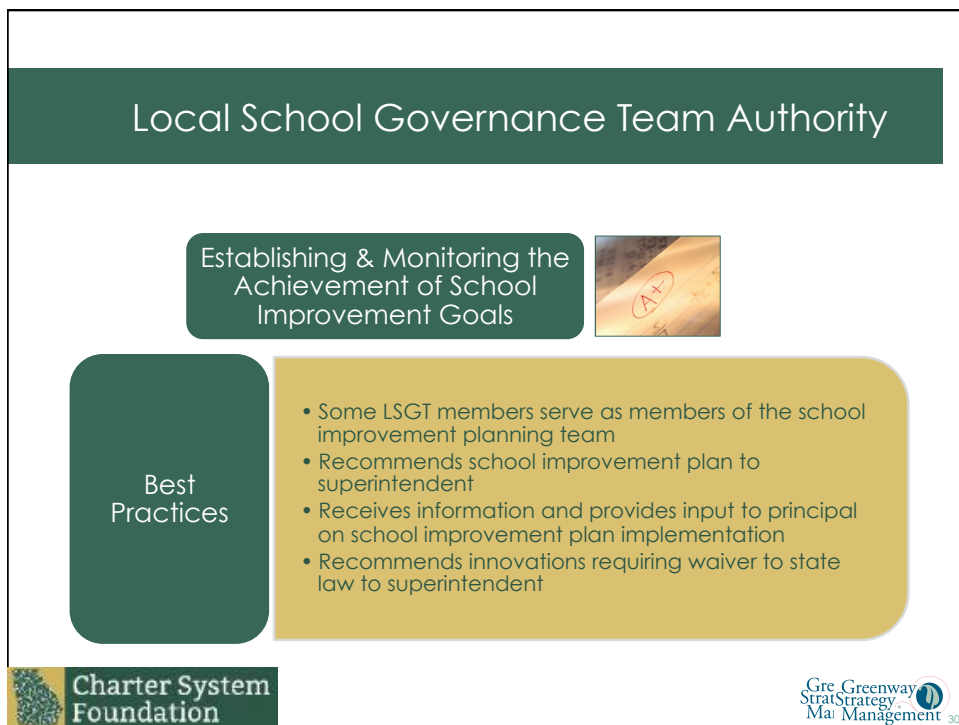 Local School Governance Team Authority
Establishing & Monitoring the
Achievement of School
Improvement Goals
A+
Best
Practices
• Some LSGT members serve as members of the school
improvement planning team
• Recommends school improvement plan to
superintendent
• Receives information and provides input to principal
on school improvement plan implementation
• Recommends innovations requiring waiver to state
law to superintendent
Charter System
Foundation
Gre Greenway
Strat Strategy
Ma Management
30